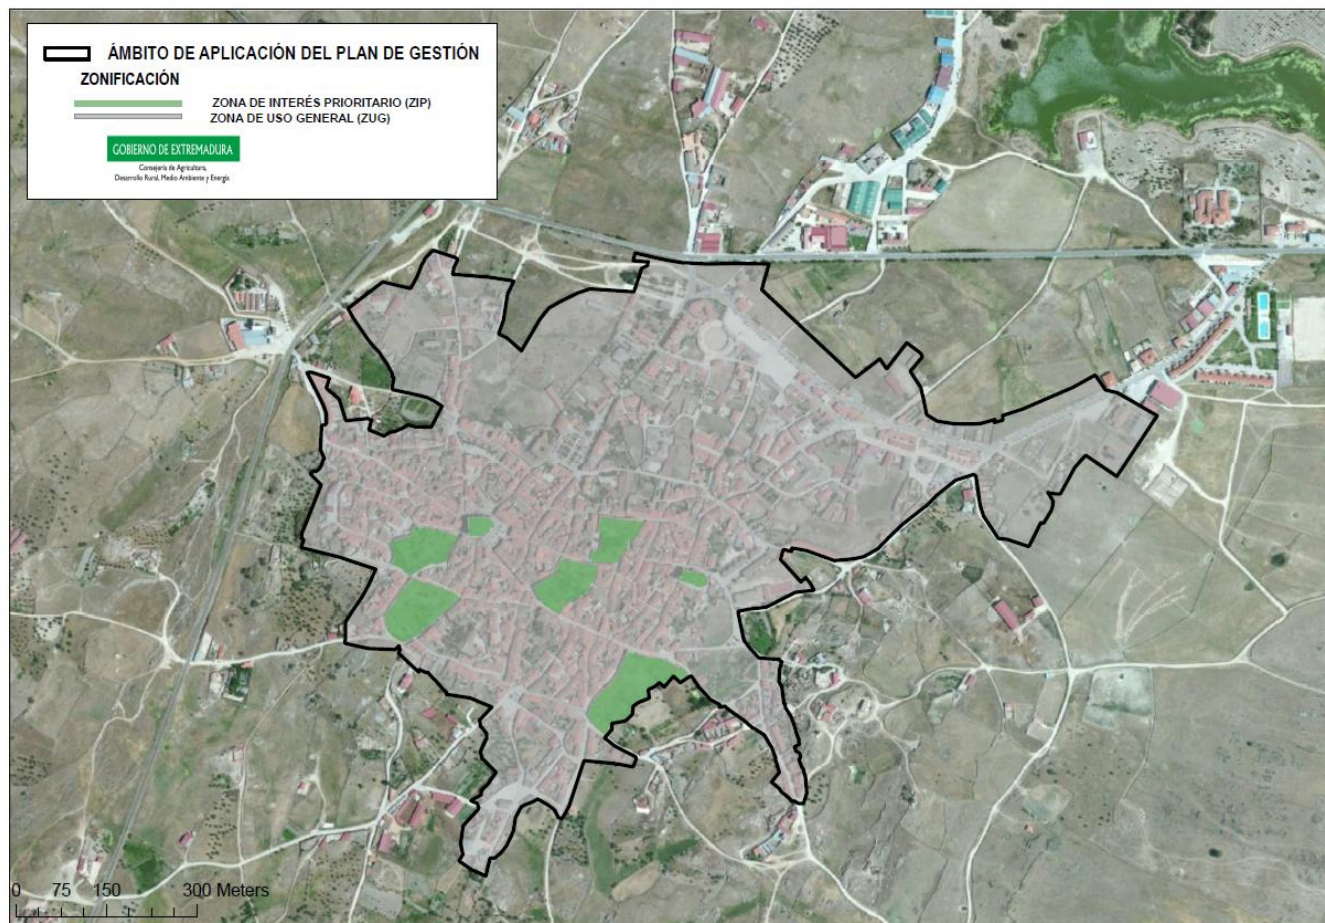 ÁMBITO DE APLICACIÓN DEL PLAN DE GESTIÓN
ZONIFICACIÓN
ZONA DE INTERÉS PRIORITARIO (ZIP)
ZONA DE USO GENERAL (ZUG)
GOBIERNO DE EXTREMADURA
Consejería de Agricultura,
Desarrollo Rural, Medio Ambiente y Energía
0 75 150 300 Meters